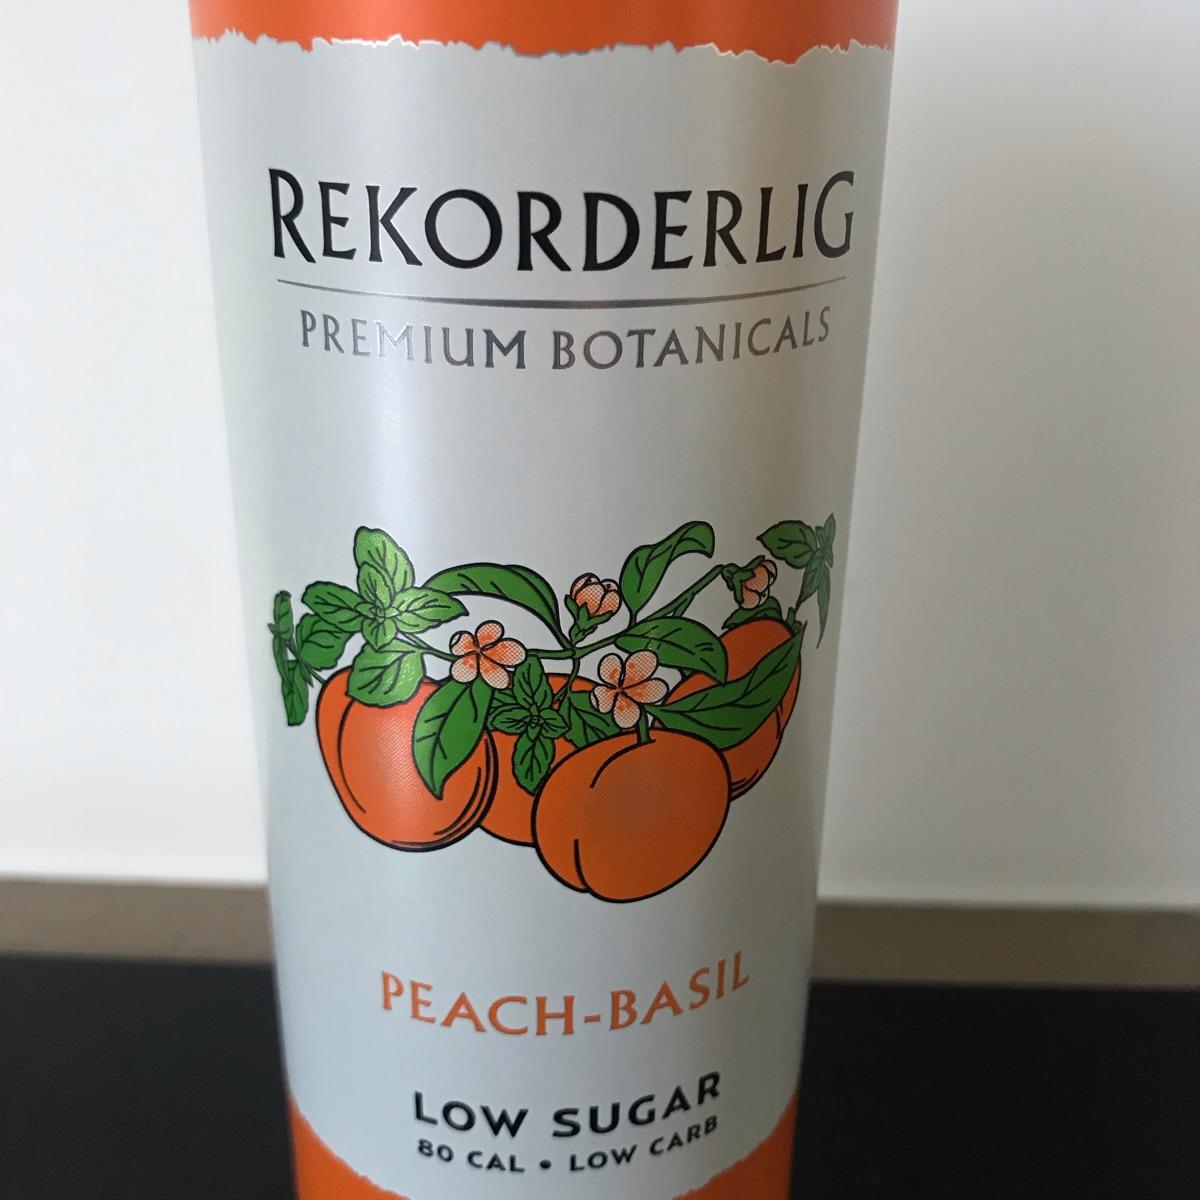 REKORDERLIG
PREMIUM BOTANICALS
PEACH-BASIL
LOW SUGAR
80 CAL • LOW CARB